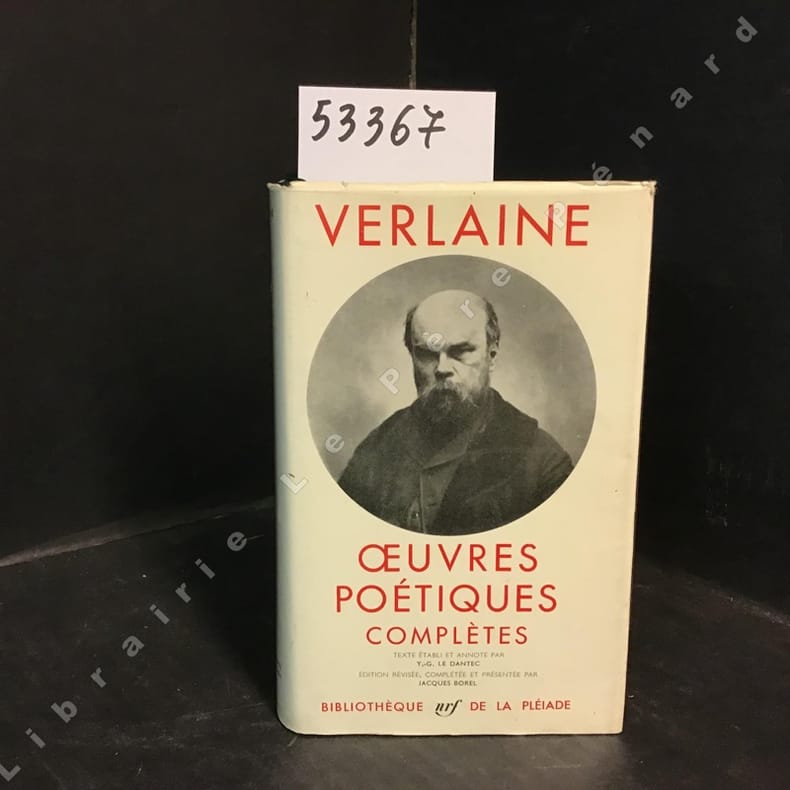 53367
VERLAINE
ŒUVRES
POÉTIQUES
COMPLÈTES
TEXTE ÉTABLI ET ANNOTÉ PAR
Y.-G. LE DANTEC
ÉDITION RÉVISÉE, COMPLÉTÉE ET PRÉSENTÉE PAR
JACQUES BOREL
BIBLIOTHÈQUE nrf DE LA PLÉIADE
Librairie Le Père Pénard